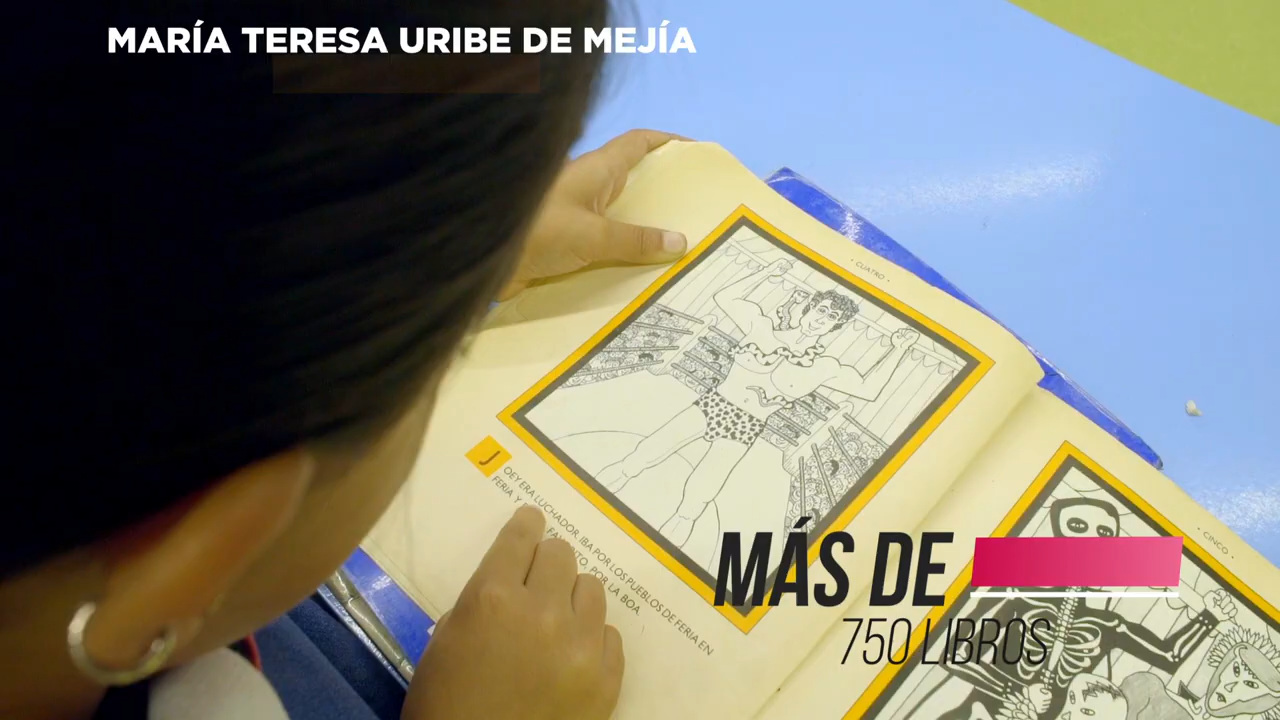 MARÍA TERESA URIBE DE MEJÍA
· CUATRO ·
J
OEY ERA LUCHADOR. IBA POR LOS PUEBLOS DE FERIA EN
FERIA Y
POR LA BOA
· CINCO ·
MÁS DE
750 LIBROS